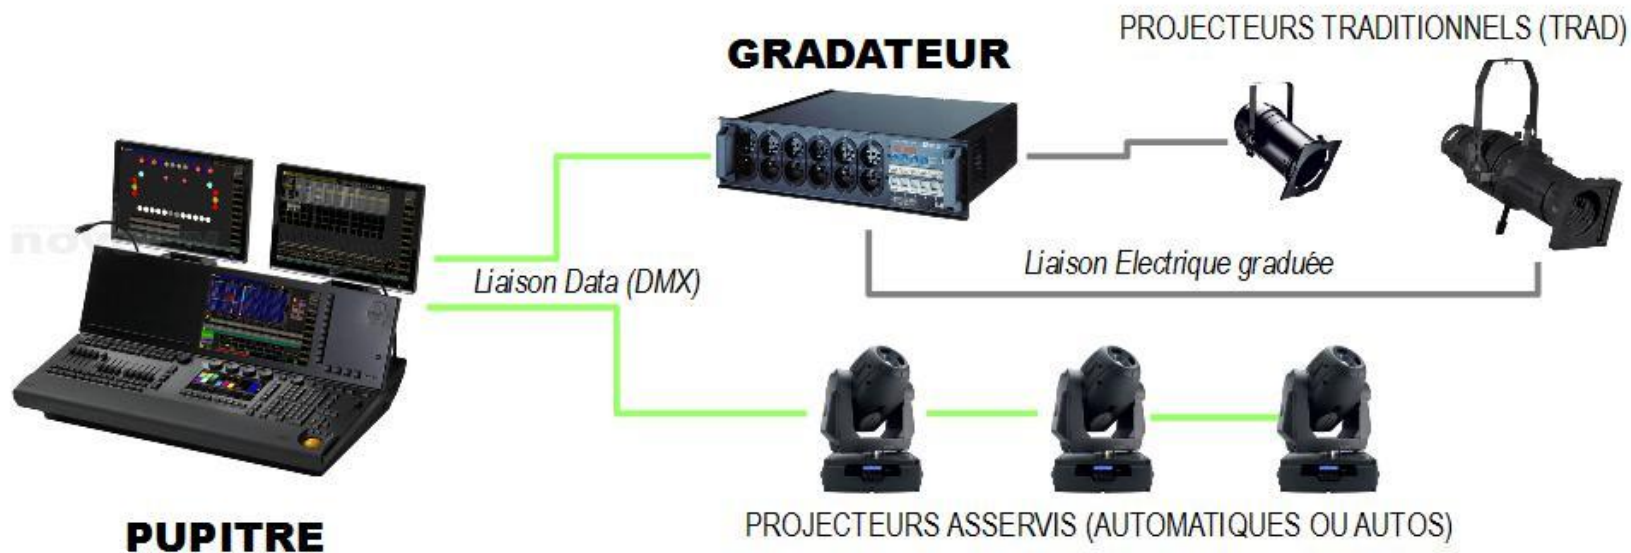 PROJECTEURS TRADITIONNELS (TRAD)
GRADATEUR
Liaison Data (DMX)
Liaison Electrique graduée
PROJECTEURS ASSERVIS (AUTOMATIQUES OU AUTOS)
PUPITRE